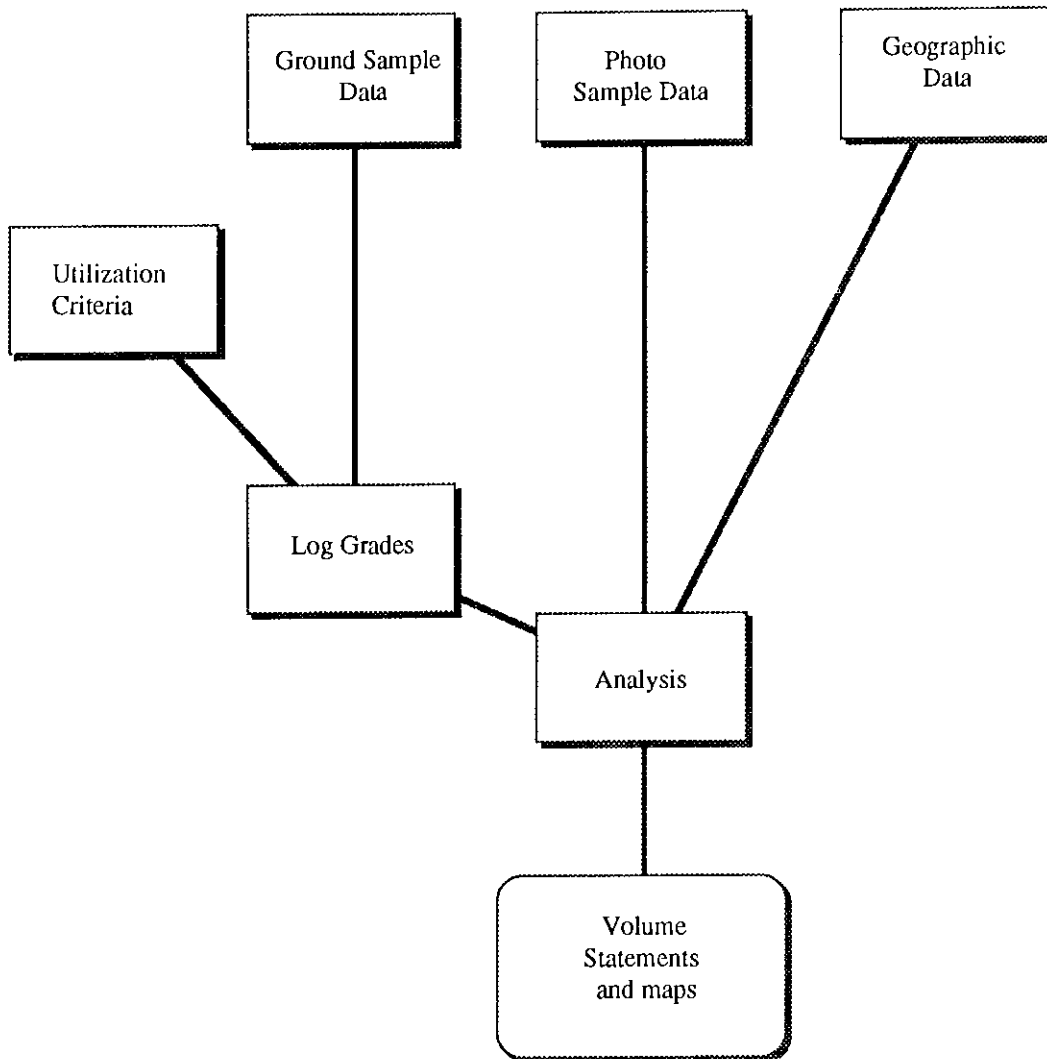 Ground Sample
Data
Photo
Sample Data
Geographic
Data
Utilization
Criteria
Log Grades
Analysis
Volume
Statements
and maps